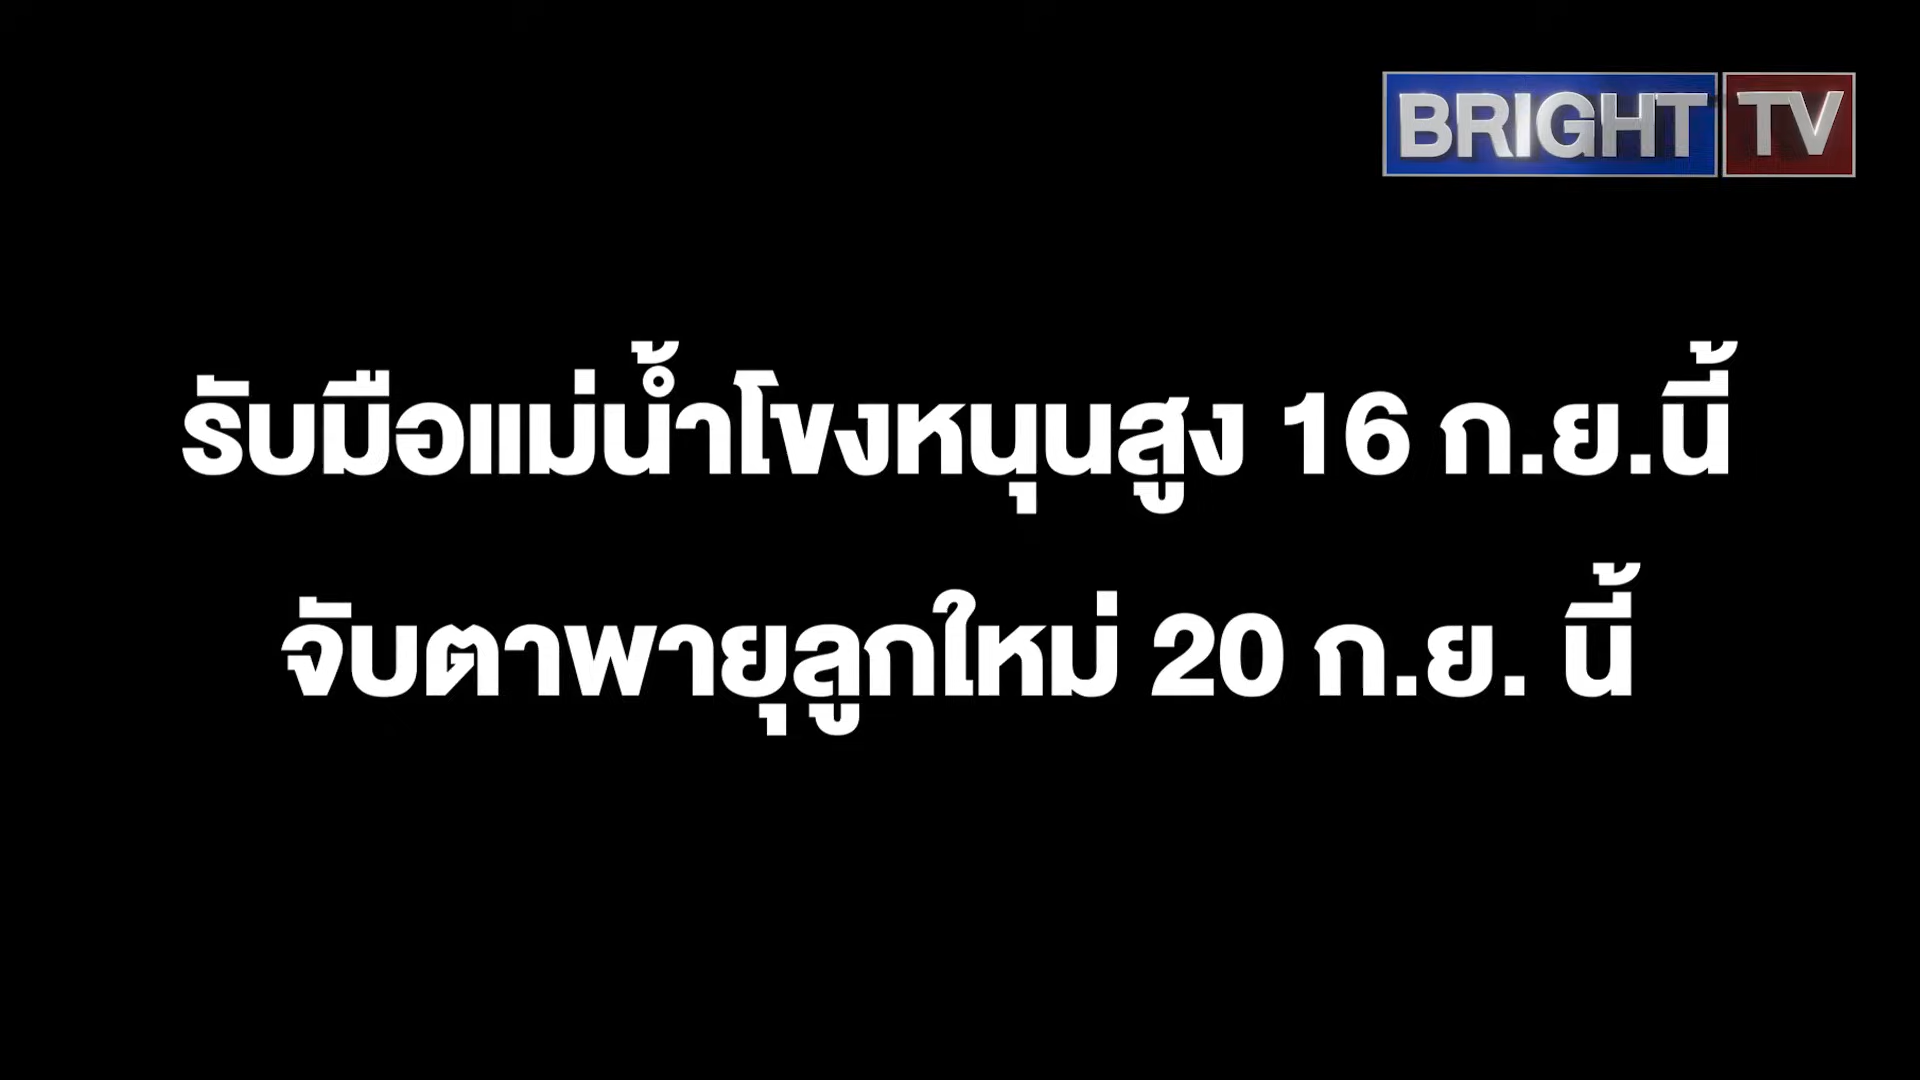 BRIGHT TV
รับมือแม่น้ำโขงหนุนสูง 16 ก.ย.นี้
จับตาพายุลูกใหม่ 20 ก.ย. นี้